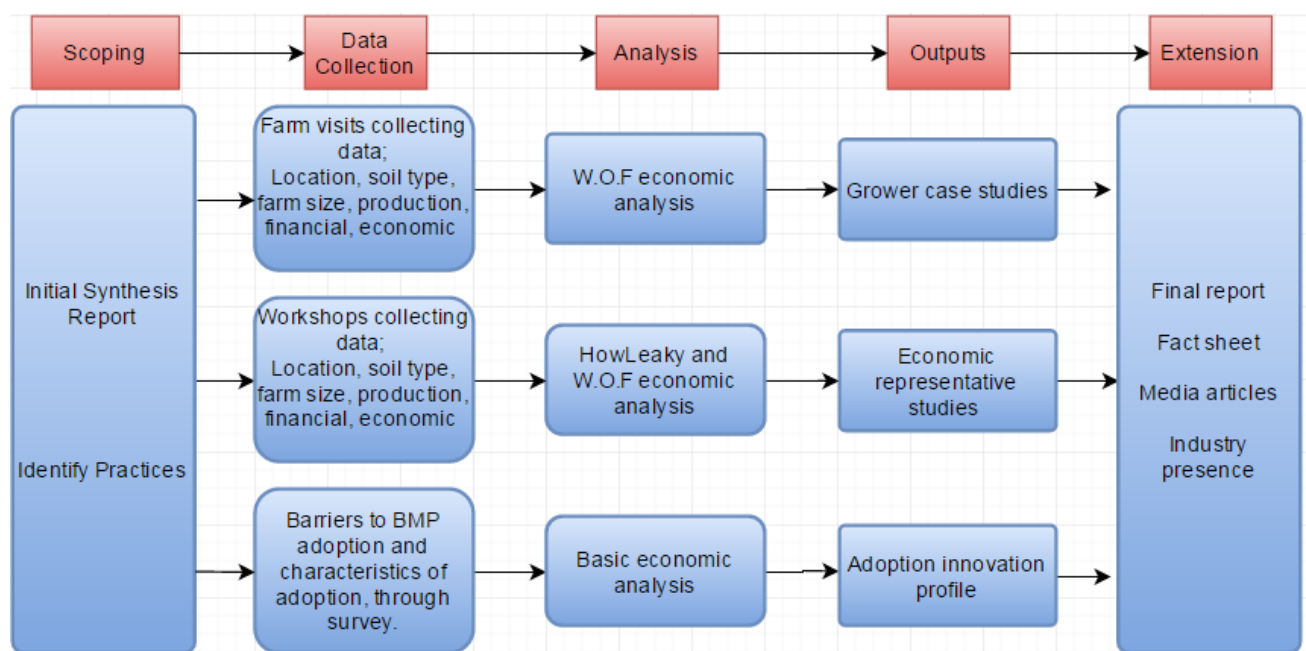 Scoping
Data
Collection
Analysis
Outputs
Extension
Initial Synthesis
Report
Identify Practices
Farm visits collecting
data;
Location, soil type,
farm size, production,
financial, economic
W.O.F economic
analysis
Grower case studies
Workshops collecting
data;
Location, soil type,
farm size, production,
financial, economic
HowLeaky and
W.O.F economic
analysis
Economic
representative
studies
Barriers to BMP
adoption and
characteristics of
adoption, through
survey.
Basic economic
analysis
Adoption innovation
profile
Final report
Fact sheet
Media articles
Industry
presence